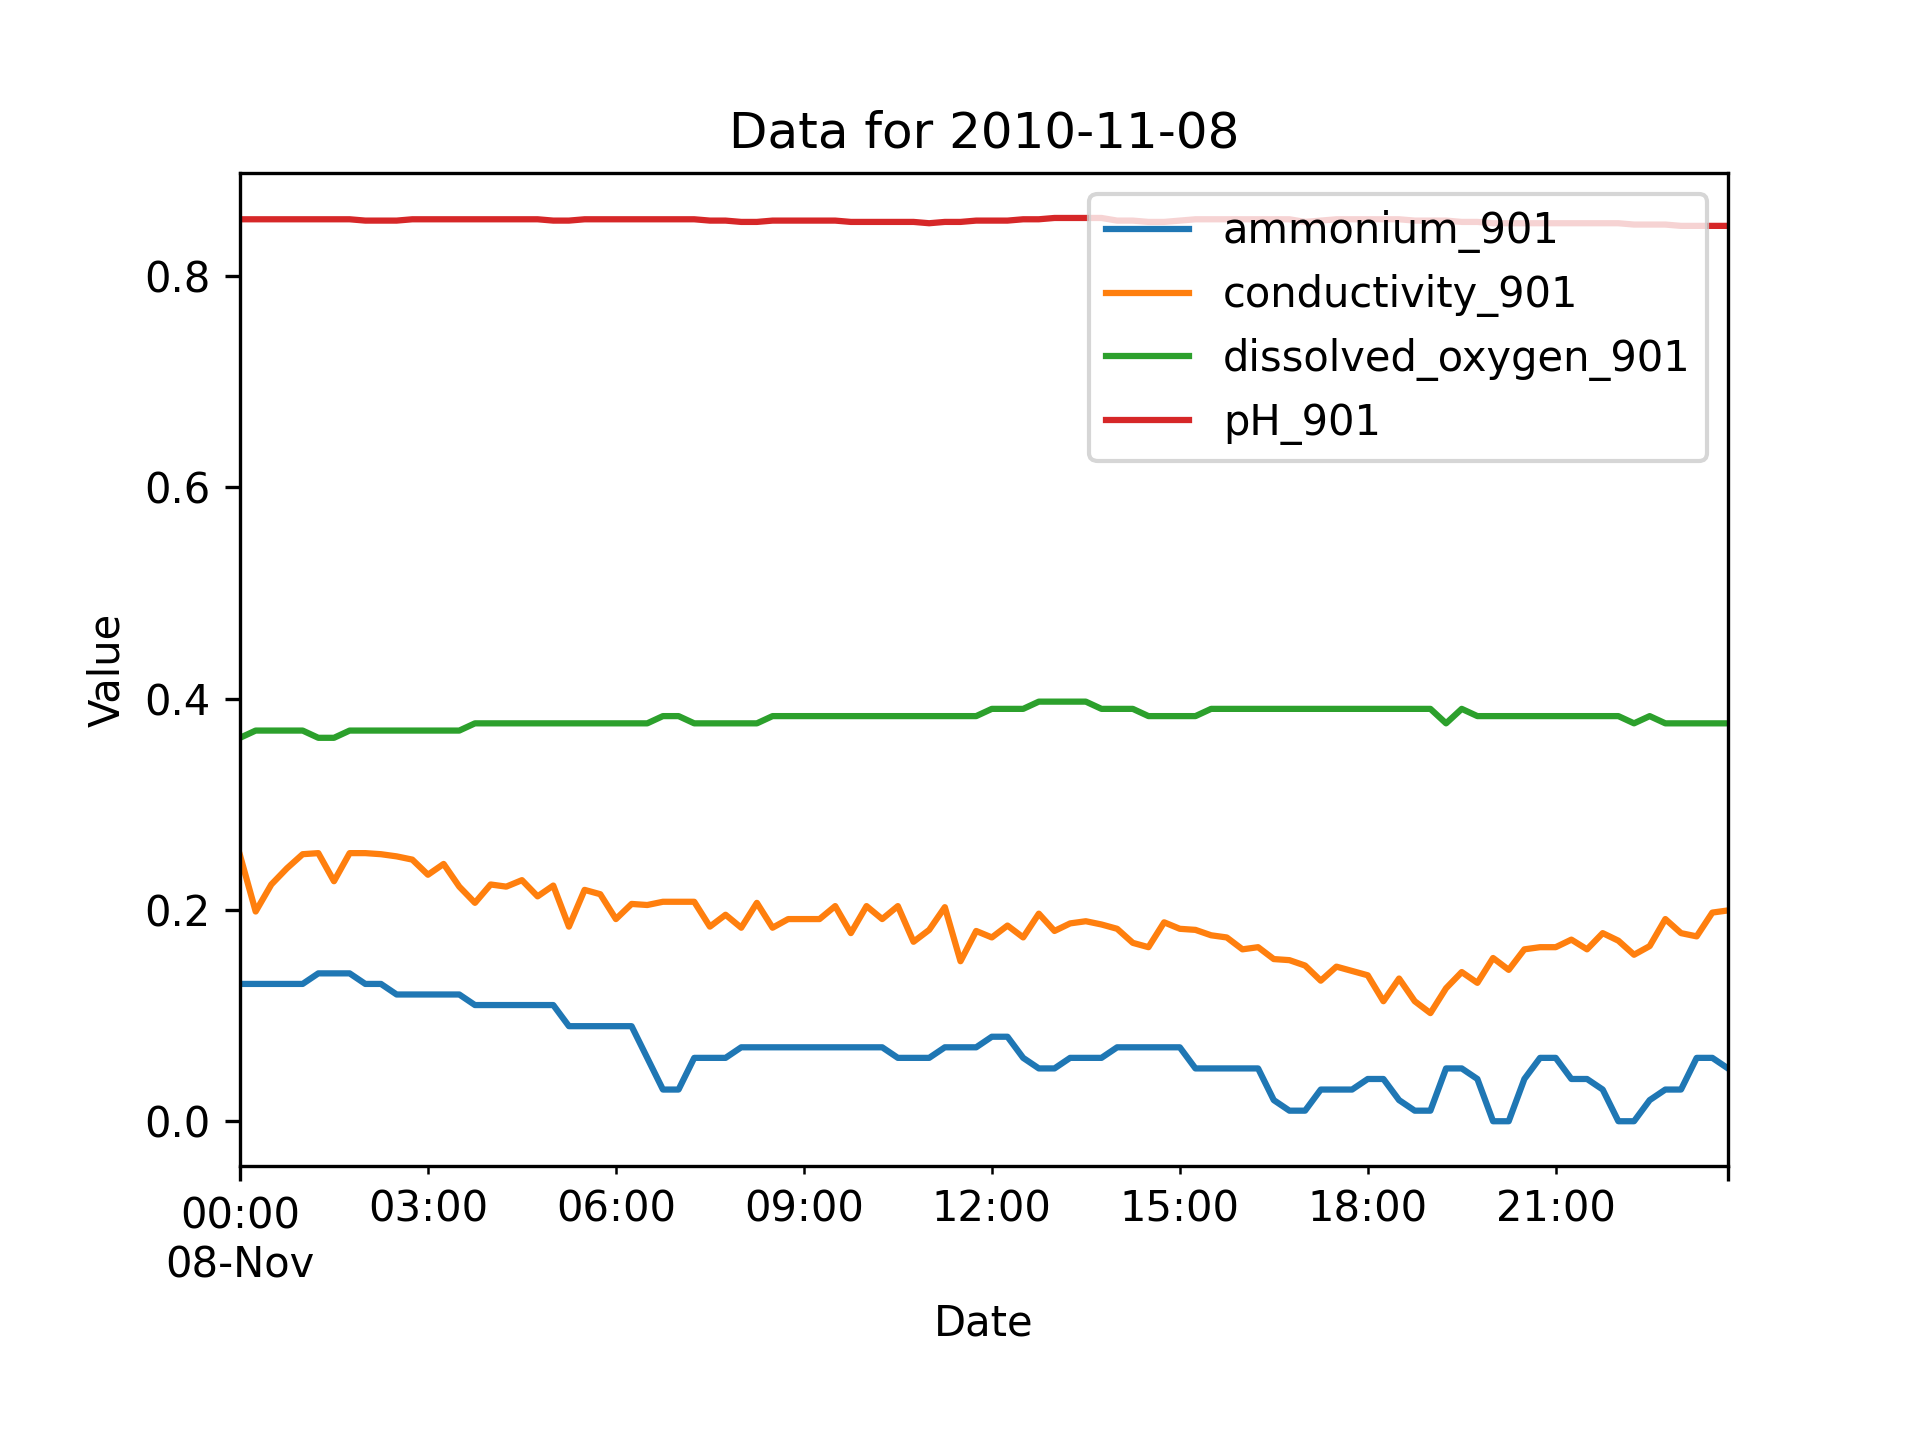 Data for 2010-11-08
ammonium_901
conductivity_901
dissolved_oxygen_901
pH_901
Value
0.8
0.6
0.4
0.2
0.0
00:00 03:00 06:00 09:00 12:00 15:00 18:00 21:00
08-Nov
Date